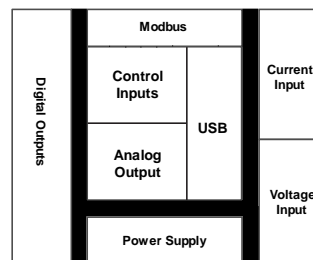 Digital Outputs
Modbus
Control
Inputs
Analog
Output
USB
Power Supply
Current
Input
Voltage
Input